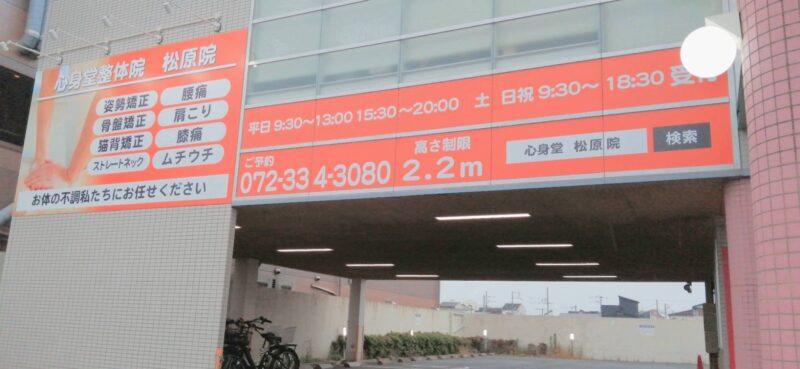 心身堂整体院 松原院
姿勢矯正 腰痛
骨盤矯正 肩こり
猫背矯正 膝痛
ストレートネック ムチウチ
お体の不調私たちにお任せください
平日 9:30～13:00 15:30～20:00 土 日祝 9:30～18:30 受付
ご予約
072-334-3080
高さ制限
2.2m
心身堂 松原院 検索